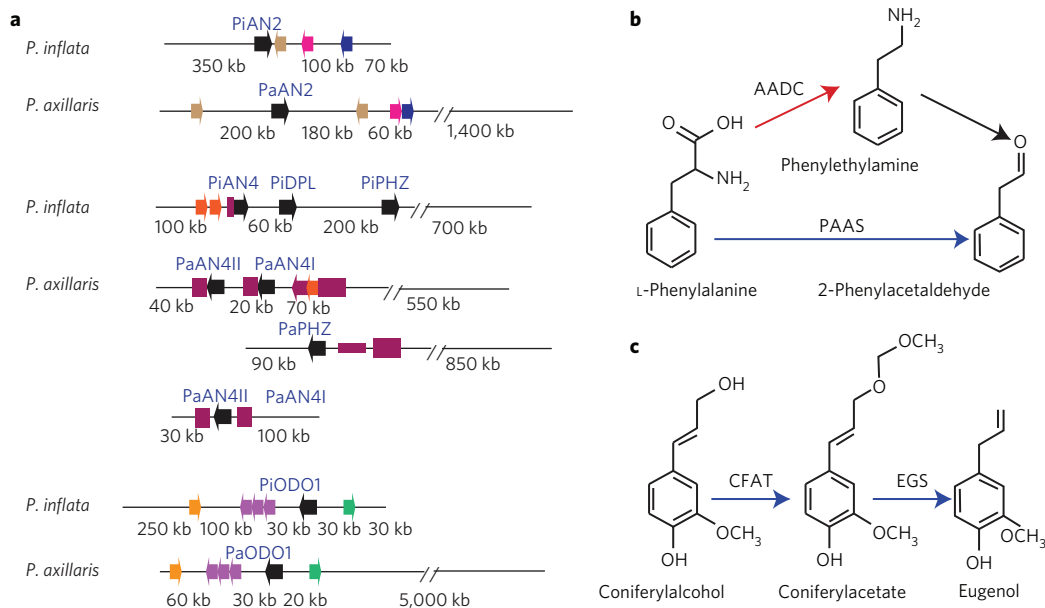 a
PiAN2
P. inflata
350 kb
100 kb
70 kb
PaAN2
P. axillaris
200 kb
180 kb
60 kb
1,400 kb
PiAN4
PiDPL
PiPHZ
P. inflata
100 kb
60 kb
200 kb
700 kb
PaAN4II
PaAN4I
P. axillaris
40 kb
20 kb
70 kb
550 kb
PaPHZ
90 kb
850 kb
PaAN4II
PaAN4I
30 kb
100 kb
PiODO1
P. inflata
250 kb
100 kb
30 kb
30 kb
30 kb
PaODO1
P. axillaris
60 kb
30 kb
20 kb
5,000 kb
b
NH2
AADC
O
OH
NH2
Phenylethylamine
O
PAAS
L-Phenylalanine
2-Phenylacetaldehyde
c
OCH3
OH
O
CFAT
EGS
OCH3
OCH3
OCH3
OH
OH
OH
Coniferylalcohol
Coniferylacetate
Eugenol